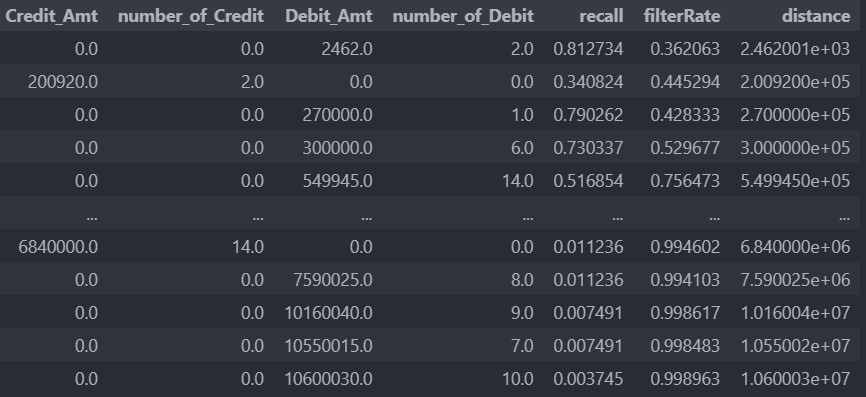 Credit_Amt number_of_Credit Debit_Amt number_of_Debit recall filterRate distance
0.0 0.0 2462.0 2.0 0.812734 0.362063 2.462001e+03
200920.0 2.0 0.0 0.0 0.340824 0.445294 2.009200e+05
0.0 0.0 270000.0 1.0 0.790262 0.428333 2.700000e+05
0.0 0.0 300000.0 6.0 0.730337 0.529677 3.000000e+05
0.0 0.0 549945.0 14.0 0.516854 0.756473 5.499450e+05
... ... ... ... ... ... ...
6840000.0 14.0 0.0 0.0 0.011236 0.994602 6.840000e+06
0.0 0.0 7590025.0 8.0 0.011236 0.994103 7.590025e+06
0.0 0.0 10160040.0 9.0 0.007491 0.998617 1.016004e+07
0.0 0.0 10550015.0 7.0 0.007491 0.998483 1.055002e+07
0.0 0.0 10600030.0 10.0 0.003745 0.998963 1.060003e+07